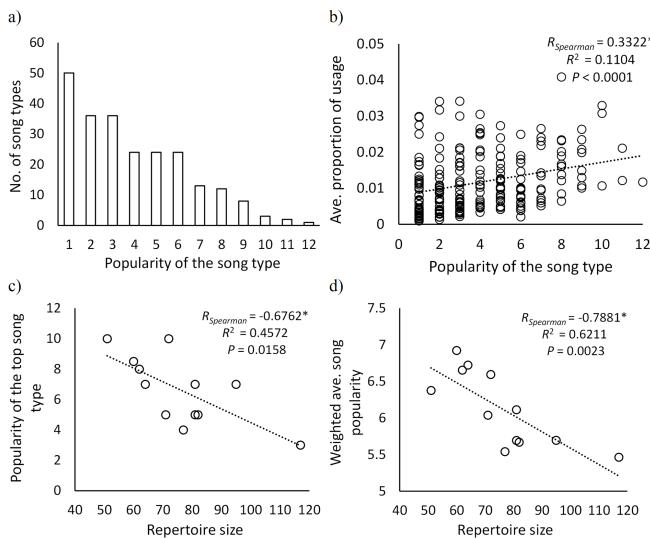 a)
60
50
40
30
20
10
0
No. of song types
1 2 3 4 5 6 7 8 9 10 11 12
Popularity of the song type
b)
0.05
0.04
0.03
0.02
0.01
0
Ave. proportion of usage
R_Spearman = 0.3322*
R² = 0.1104
P < 0.0001
0 2 4 6 8 10 12
Popularity of the song type
c)
12
10
8
6
4
2
0
Popularity of the top song
type
R_Spearman = -0.6762*
R² = 0.4572
P = 0.0158
40 50 60 70 80 90 100 110 120
Repertoire size
d)
7.5
7
6.5
6
5.5
5
Weighted ave. song
popularity
R_Spearman = -0.7881*
R² = 0.6211
P = 0.0023
40 50 60 70 80 90 100 110 120
Repertoire size